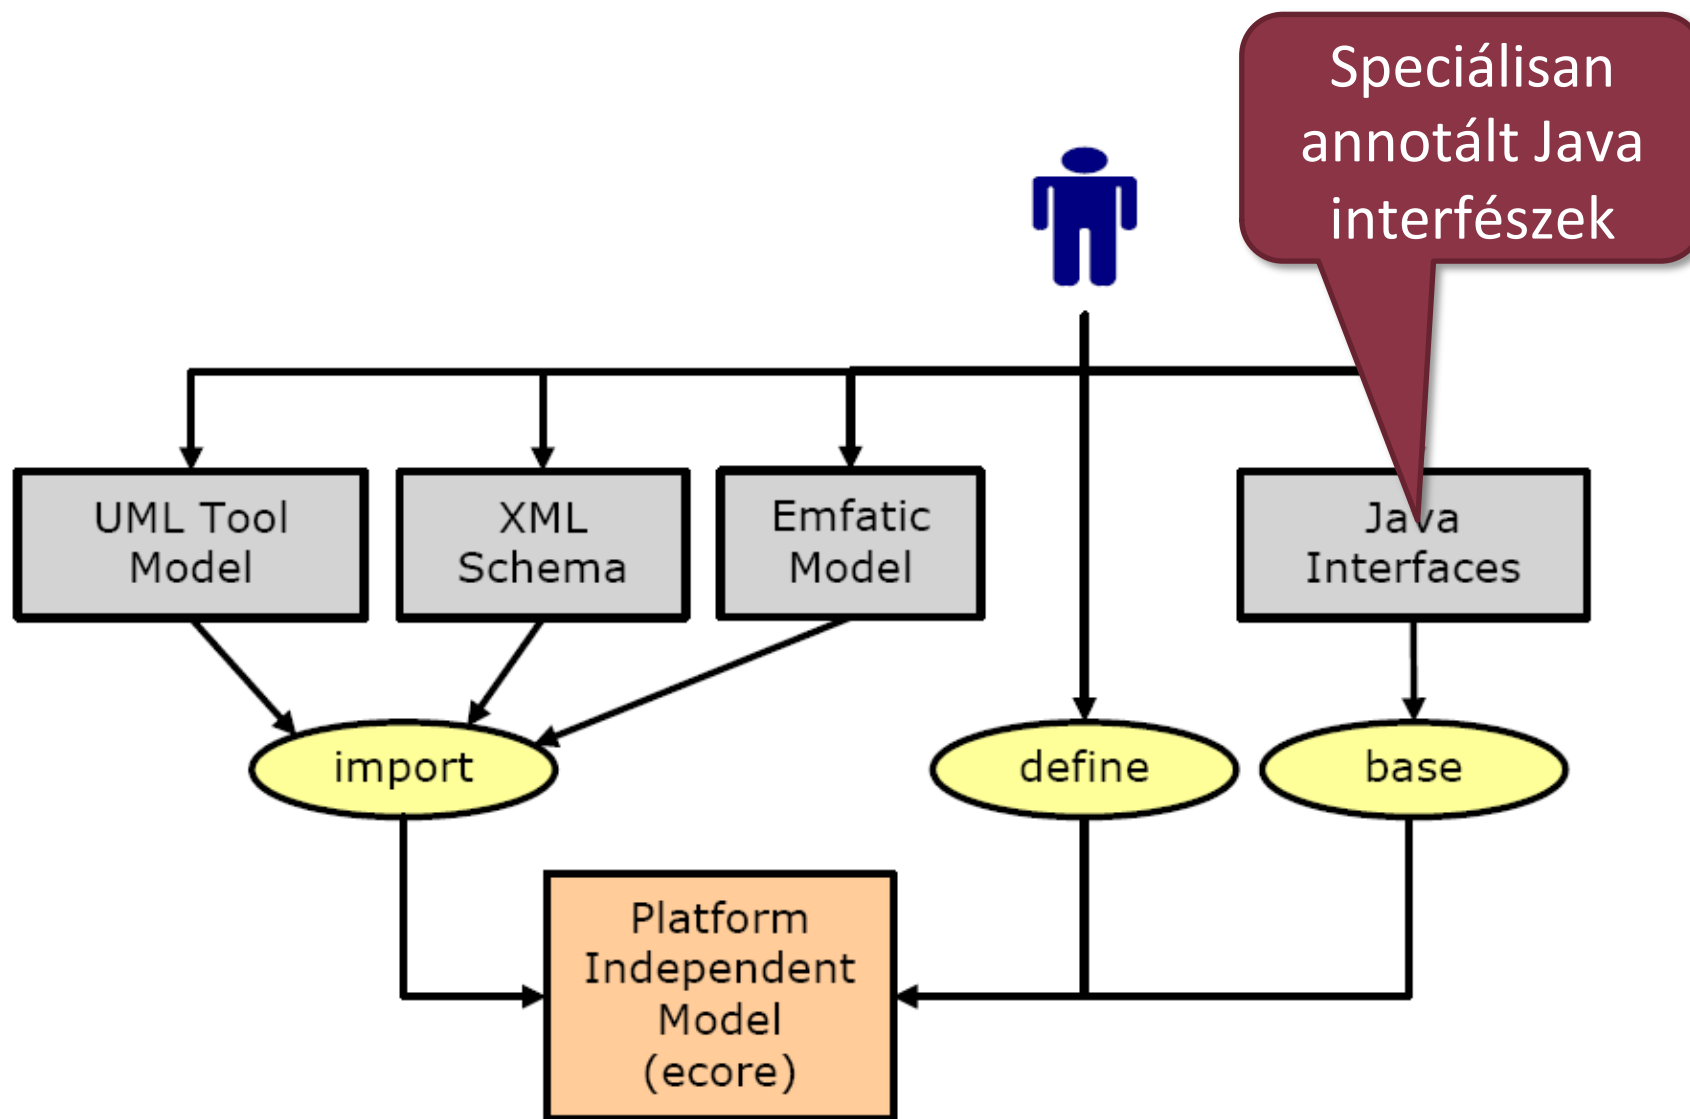 Speciálisan
annotált Java
interfészek
UML Tool
Model
XML
Schema
Emfatic
Model
Java
Interfaces
import
define
base
Platform
Independent
Model
(ecore)